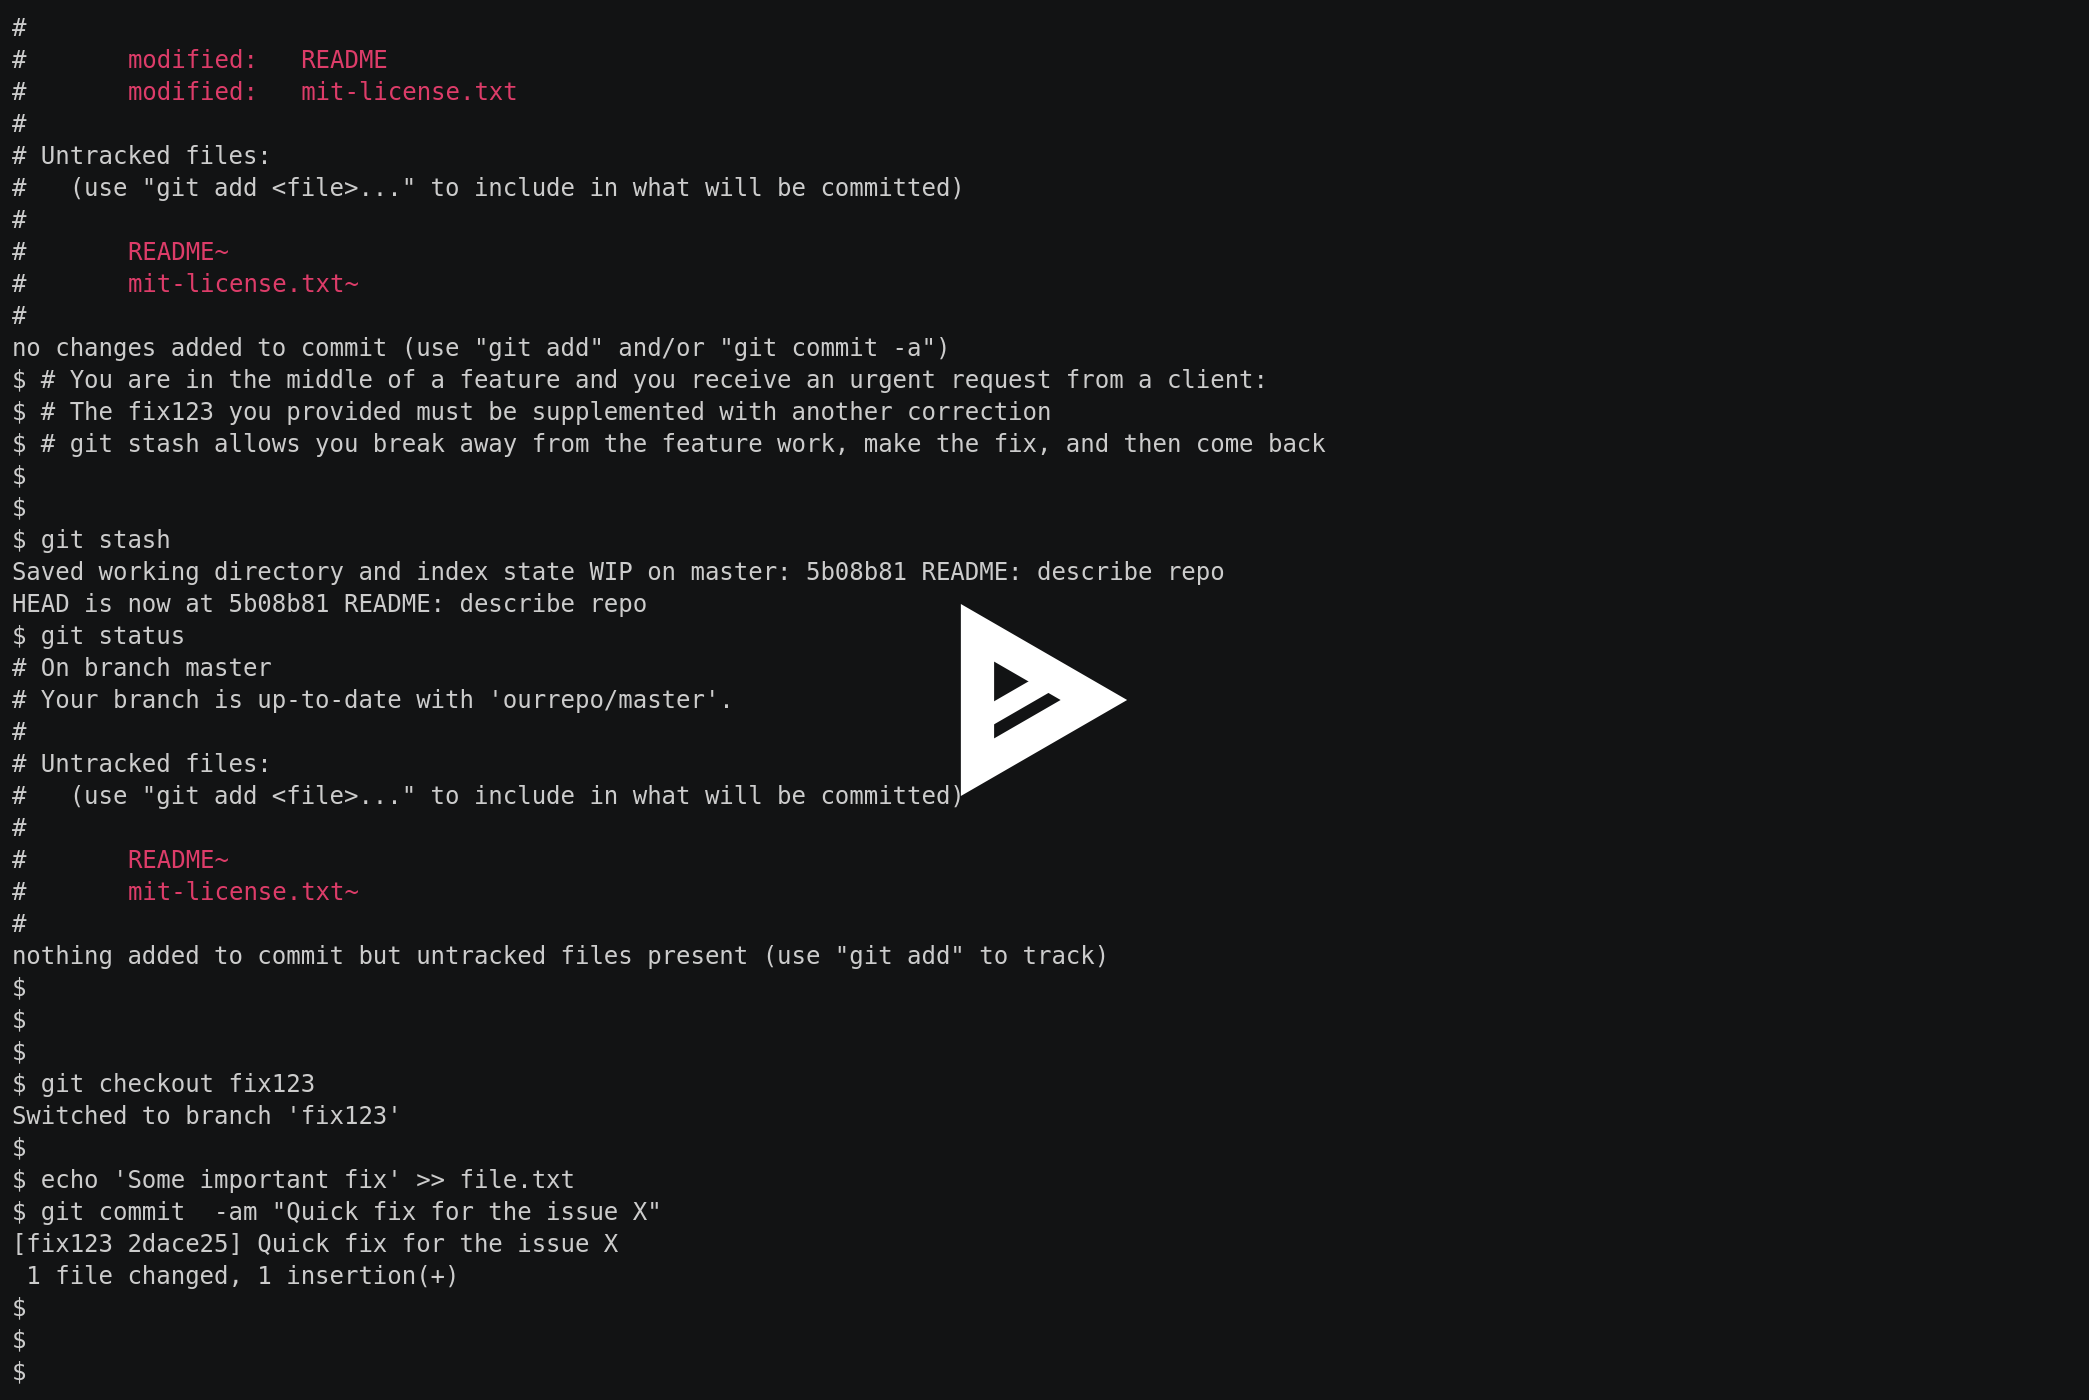 #
#       modified:   README
#       modified:   mit-license.txt
#
# Untracked files:
#   (use "git add <file>..." to include in what will be committed)
#
#       README~
#       mit-license.txt~
#
no changes added to commit (use "git add" and/or "git commit -a")
$ # You are in the middle of a feature and you receive an urgent request from a client:
$ # The fix123 you provided must be supplemented with another correction
$ # git stash allows you break away from the feature work, make the fix, and then come back
$
$
$ git stash
Saved working directory and index state WIP on master: 5b08b81 README: describe repo
HEAD is now at 5b08b81 README: describe repo
$ git status
# On branch master
# Your branch is up-to-date with 'ourrepo/master'.
#
# Untracked files:
#   (use "git add <file>..." to include in what will be committed)
#
#       README~
#       mit-license.txt~
#
nothing added to commit but untracked files present (use "git add" to track)
$
$
$
$ git checkout fix123
Switched to branch 'fix123'
$
$ echo 'Some important fix' >> file.txt
$ git commit  -am "Quick fix for the issue X"
[fix123 2dace25] Quick fix for the issue X
 1 file changed, 1 insertion(+)
$
$
$